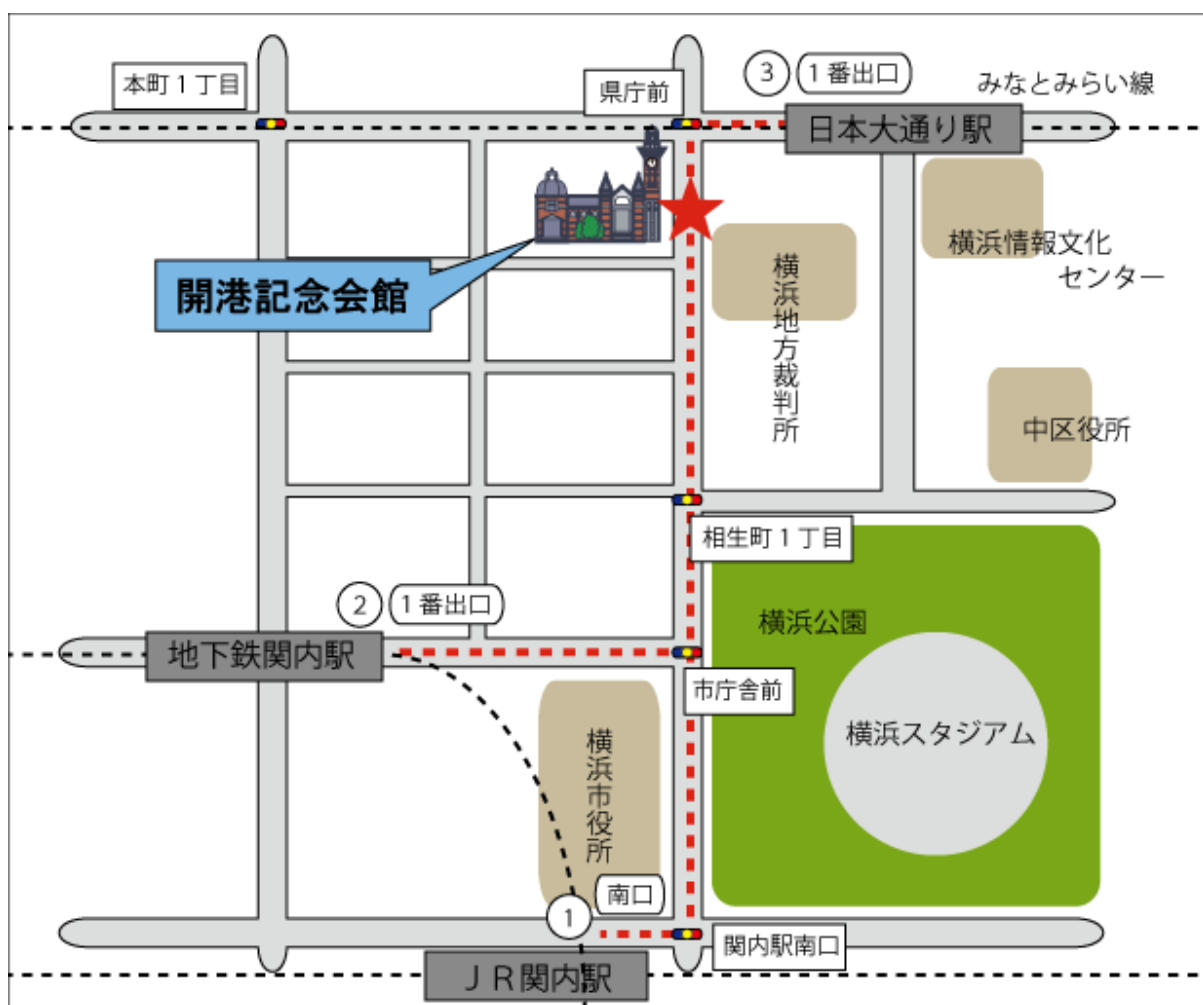 本町1丁目
県庁前
③
1番出口
みなとみらい線
日本大通り駅
開港記念会館
横浜地方裁判所
横浜情報文化
センター
中区役所
相生町1丁目
②
1番出口
地下鉄関内駅
市庁舎前
横浜公園
横浜スタジアム
横浜市役所
南口
①
関内駅南口
JR関内駅